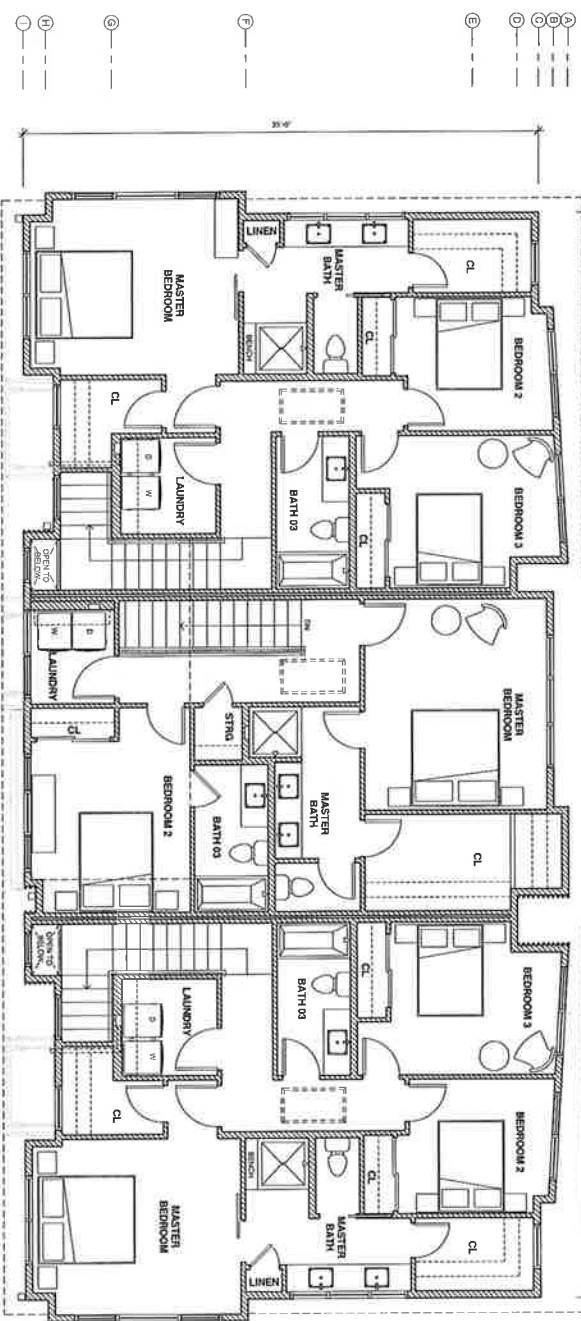 I
H
G
F
E
D
C
B
A
35'-0"
LINEN
MASTER
BATH
CL
MASTER
BEDROOM
BENCH
CL
BEDROOM 2
CL
D
W
LAUNDRY
BATH 03
CL
BEDROOM 3
OPEN TO
BELOW
W
D
LAUNDRY
DN
MASTER
BEDROOM
STRG
CL
BEDROOM 2
BATH 03
MASTER
BATH
CL
OPEN TO
BELOW
LAUNDRY
D
W
BATH 03
CL
BEDROOM 3
CL
BENCH
CL
BEDROOM 2
MASTER
BEDROOM
MASTER
BATH
CL
LINEN